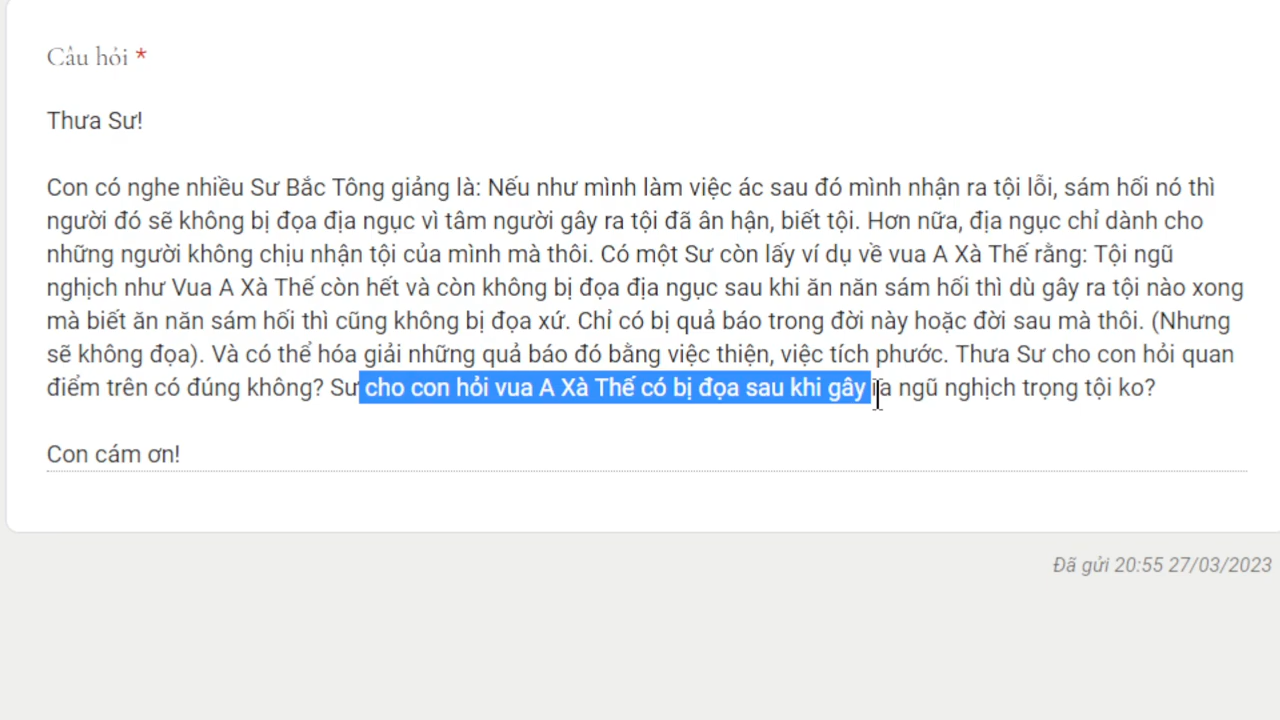 Câu hỏi *
Thưa Sư!
Con có nghe nhiều Sư Bắc Tông giảng là: Nếu như mình làm việc ác sau đó mình nhận ra tội lỗi, sám hối nó thì
người đó sẽ không bị đọa địa ngục vì tâm người gây ra tội đã ân hận, biết tội. Hơn nữa, địa ngục chỉ dành cho
những người không chịu nhận tội của mình mà thôi. Có một Sư còn lấy ví dụ về vua A Xà Thế rằng: Tội ngũ
nghịch như Vua A Xà Thế còn hết và còn không bị đọa địa ngục sau khi ăn năn sám hối thì dù gây ra tội nào xong
mà biết ăn năn sám hối thì cũng không bị đọa xứ. Chỉ có bị quả báo trong đời này hoặc đời sau mà thôi. (Nhưng
sẽ không đọa). Và có thể hóa giải những quả báo đó bằng việc thiện, việc tích phước. Thưa Sư cho con hỏi quan
điểm trên có đúng không? Sư cho con hỏi vua A Xà Thế có bị đọa sau khi gây ra ngũ nghịch trọng tội ko?
Con cám ơn!
Đã gửi 20:55 27/03/2023